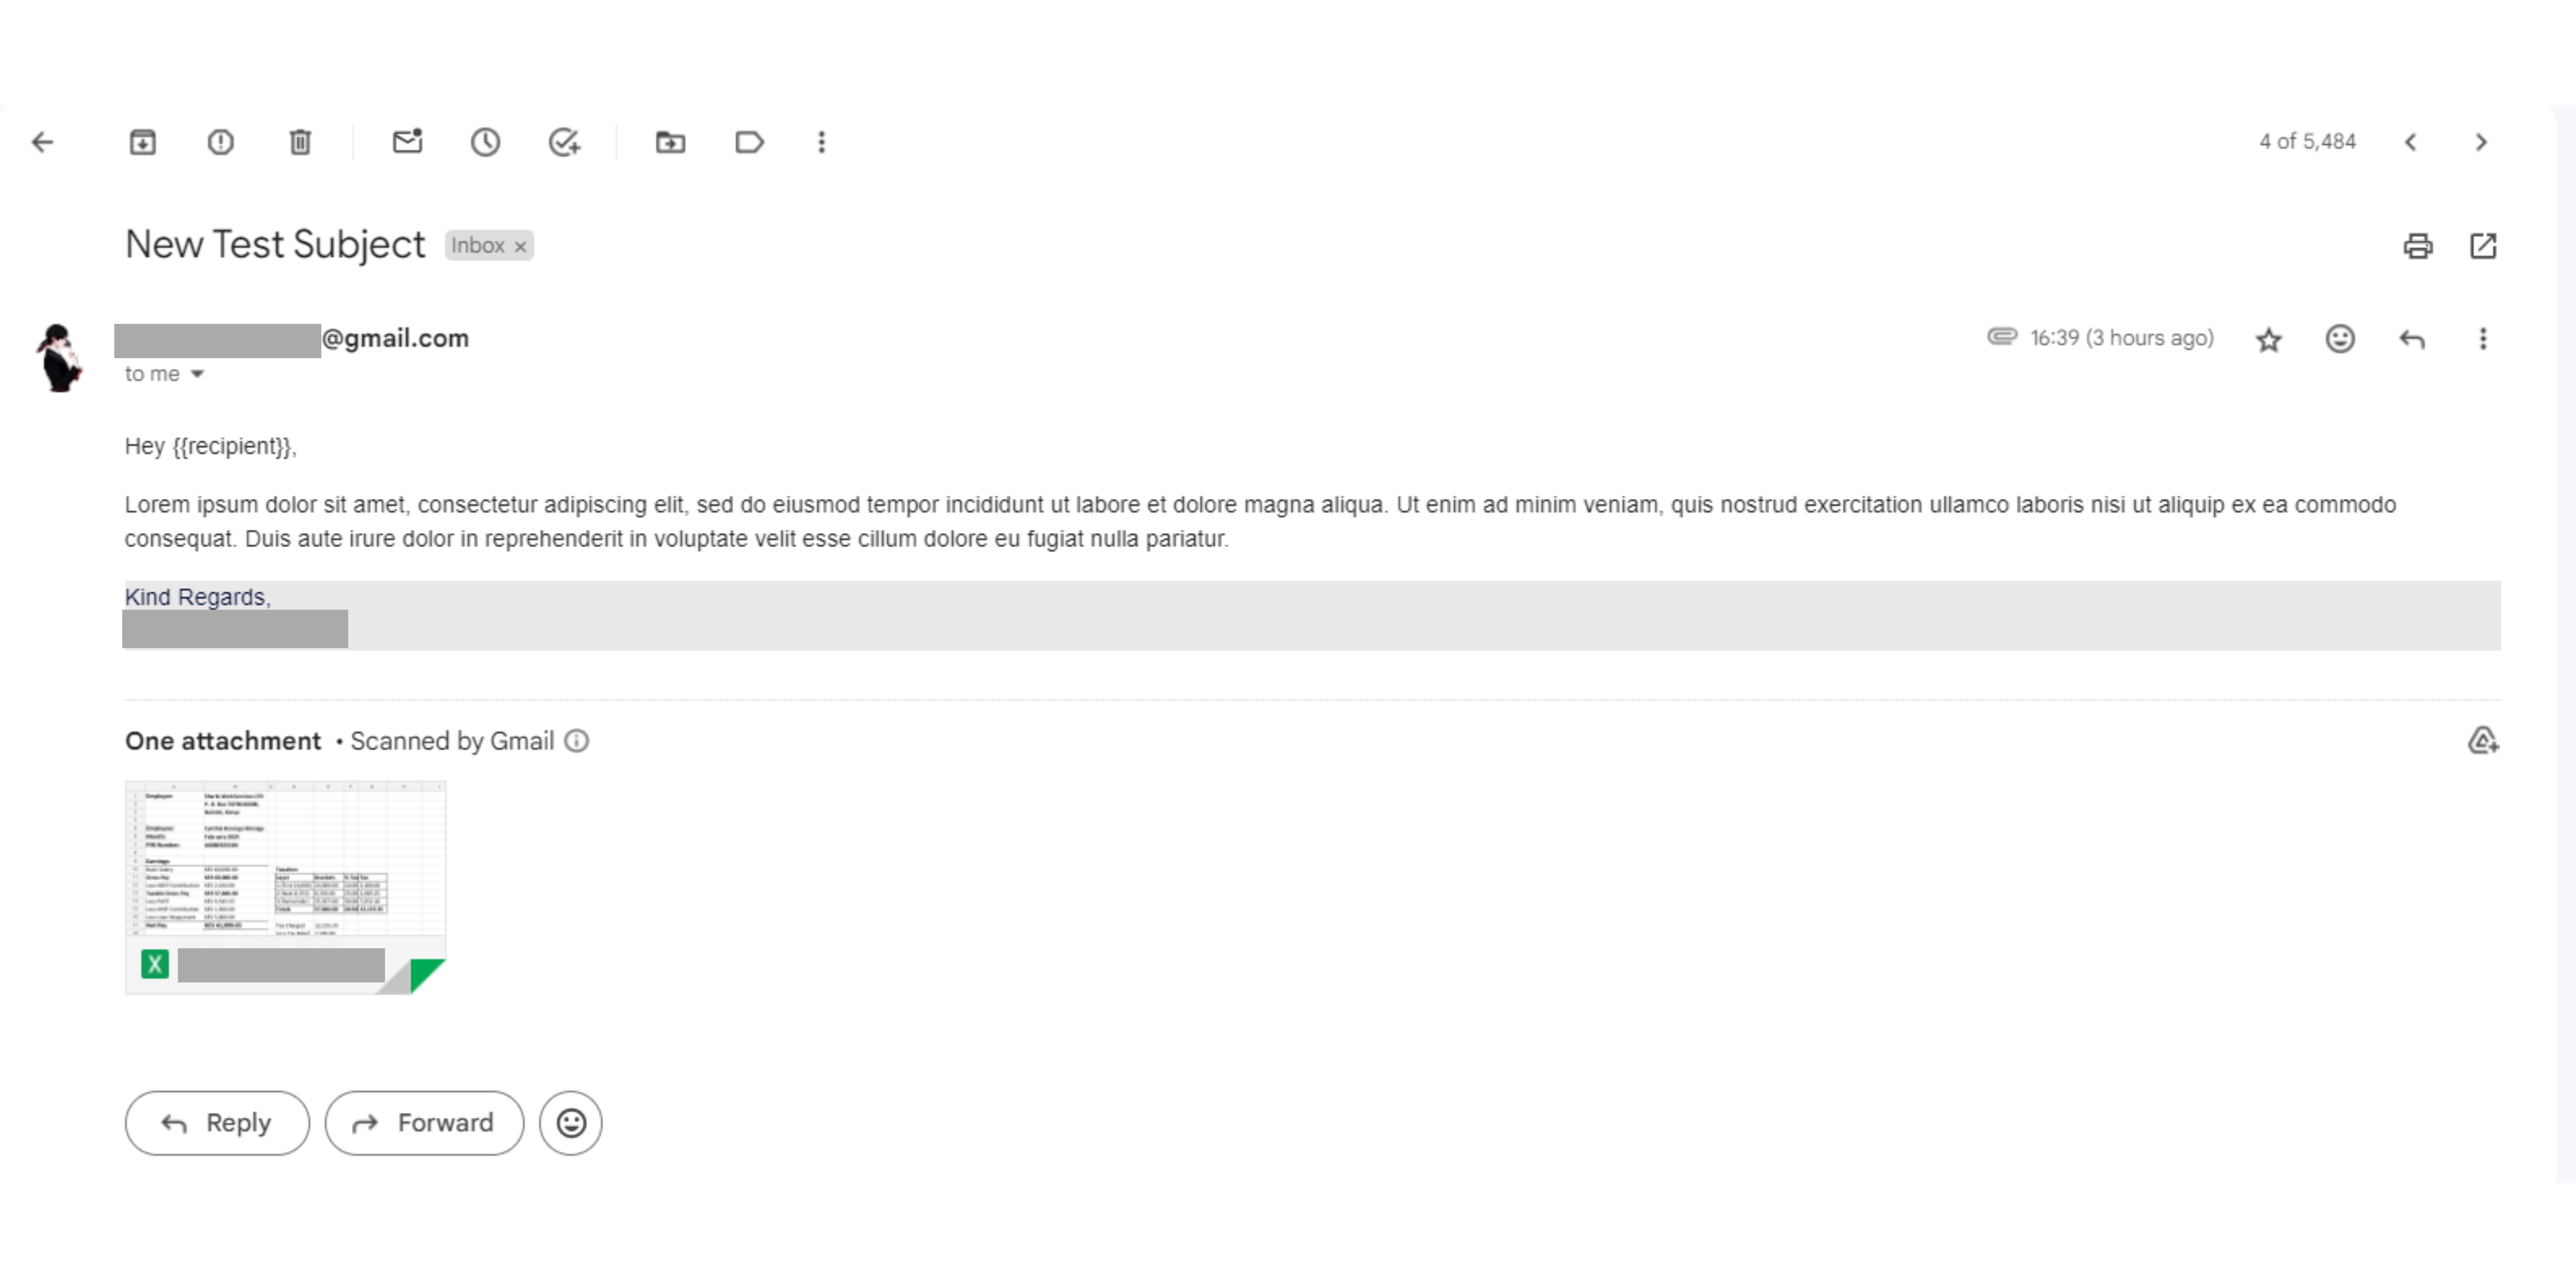 4 of 5,484
New Test Subject Inbox ×
@gmail.com 16:39 (3 hours ago)
to me
Hey {{recipient}},
Lorem ipsum dolor sit amet, consectetur adipiscing elit, sed do eiusmod tempor incididunt ut labore et dolore magna aliqua. Ut enim ad minim veniam, quis nostrud exercitation ullamco laboris nisi ut aliquip ex ea commodo
consequat. Duis aute irure dolor in reprehenderit in voluptate velit esse cillum dolore eu fugiat nulla pariatur.
Kind Regards,
One attachment • Scanned by Gmail
X
Reply Forward